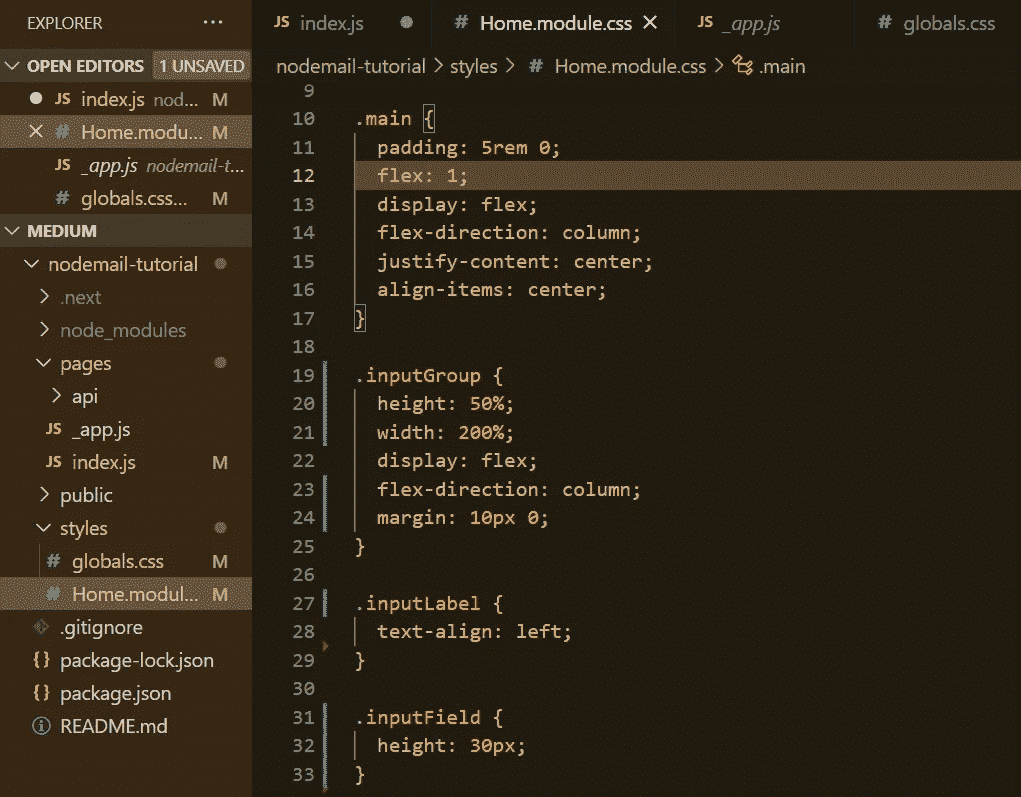 EXPLORER ...
OPEN EDITORS 1 UNSAVED
JS index.js nod... M
# Home.modu... M
JS _app.js nodemail-t...
# globals.css... M
MEDIUM
nodemail-tutorial
.next
node_modules
pages
api
JS _app.js
JS index.js M
public
styles
# globals.css M
# Home.modul... M
.gitignore
{} package-lock.json
{} package.json
README.md
JS index.js # Home.module.css JS _app.js # globals.css
nodemail-tutorial > styles > # Home.module.css > .main
9
10 .main {
11 padding: 5rem 0;
12 flex: 1;
13 display: flex;
14 flex-direction: column;
15 justify-content: center;
16 align-items: center;
17 }
18
19 .inputGroup {
20 height: 50%;
21 width: 200%;
22 display: flex;
23 flex-direction: column;
24 margin: 10px 0;
25 }
26
27 .inputLabel {
28 text-align: left;
29 }
30
31 .inputField {
32 height: 30px;
33 }